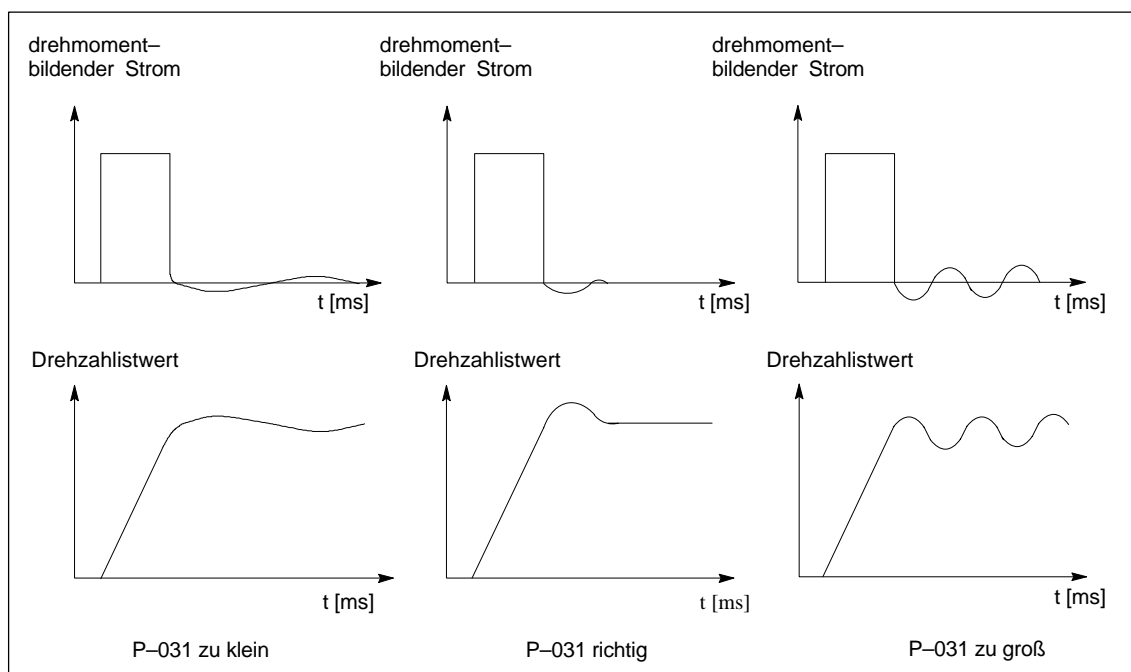 drehmoment–
bildender Strom
drehmoment–
bildender Strom
drehmoment–
bildender Strom
t [ms]
t [ms]
t [ms]
Drehzahlistwert
Drehzahlistwert
Drehzahlistwert
t [ms]
t [ms]
t [ms]
P–031 zu klein
P–031 richtig
P–031 zu groß